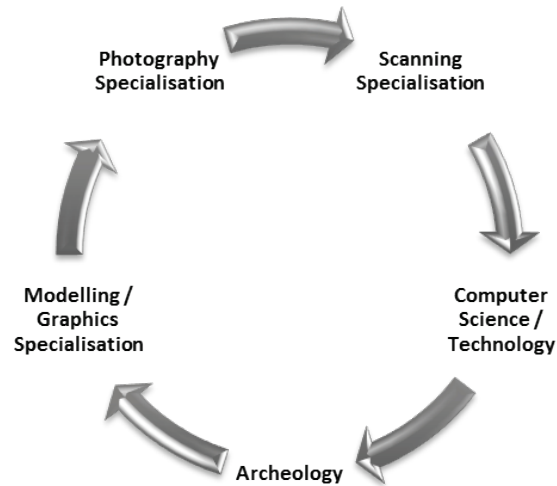 Photography
Specialisation
Scanning
Specialisation
Computer
Science /
Technology
Archeology
Modelling /
Graphics
Specialisation